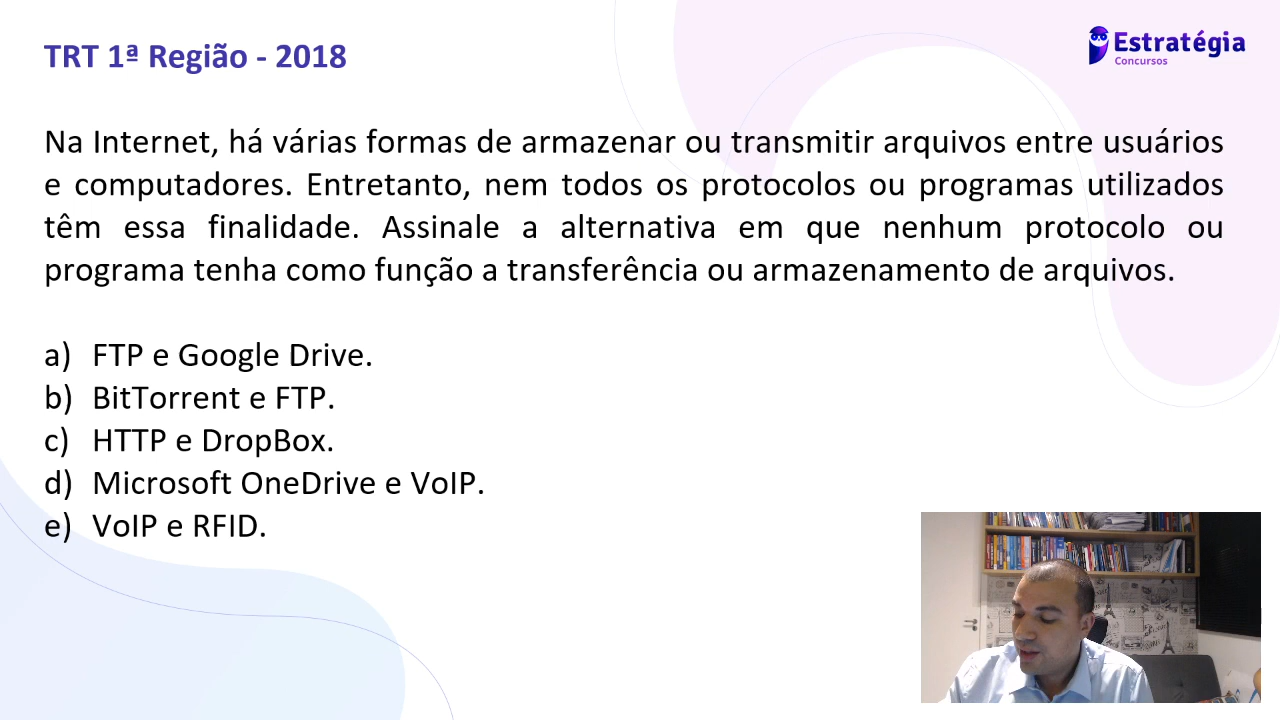 TRT 1ª Região - 2018
Estratégia
Concursos
Na Internet, há várias formas de armazenar ou transmitir arquivos entre usuários
e computadores. Entretanto, nem todos os protocolos ou programas utilizados
têm essa finalidade. Assinale a alternativa em que nenhum protocolo ou
programa tenha como função a transferência ou armazenamento de arquivos.
a) FTP e Google Drive.
b) BitTorrent e FTP.
c) HTTP e DropBox.
d) Microsoft OneDrive e VoIP.
e) VoIP e RFID.